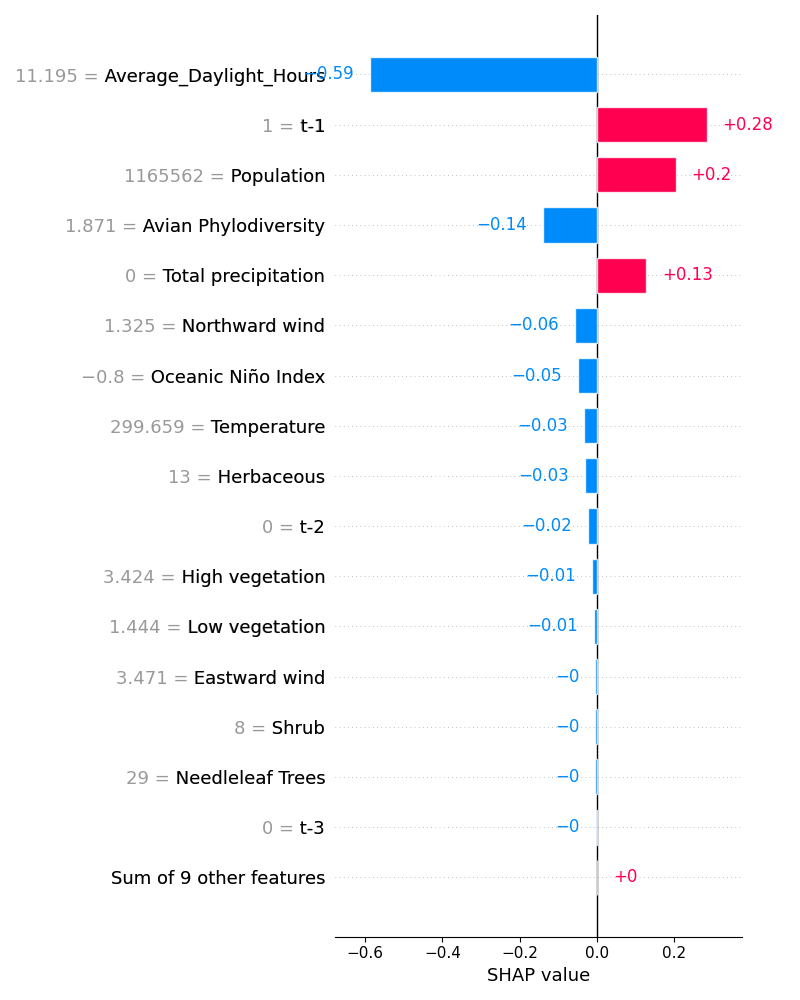 11.195 = Average_Daylight_Hours −0.59
1 = t-1 +0.28
1165562 = Population +0.2
1.871 = Avian Phylodiversity −0.14
0 = Total precipitation +0.13
1.325 = Northward wind −0.06
−0.8 = Oceanic Niño Index −0.05
299.659 = Temperature −0.03
13 = Herbaceous −0.03
0 = t-2 −0.02
3.424 = High vegetation −0.01
1.444 = Low vegetation −0.01
3.471 = Eastward wind −0
8 = Shrub −0
29 = Needleleaf Trees −0
0 = t-3 −0
Sum of 9 other features +0
−0.6 −0.4 −0.2 0.0 0.2
SHAP value